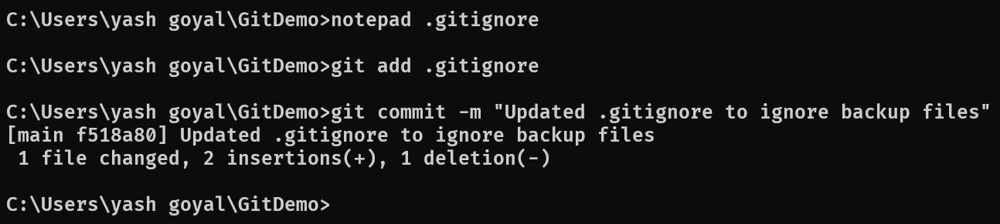 C:\Users\yash goyal\GitDemo>notepad .gitignore
C:\Users\yash goyal\GitDemo>git add .gitignore
C:\Users\yash goyal\GitDemo>git commit -m "Updated .gitignore to ignore backup files"
[main f518a80] Updated .gitignore to ignore backup files
 1 file changed, 2 insertions(+), 1 deletion(-)
C:\Users\yash goyal\GitDemo>